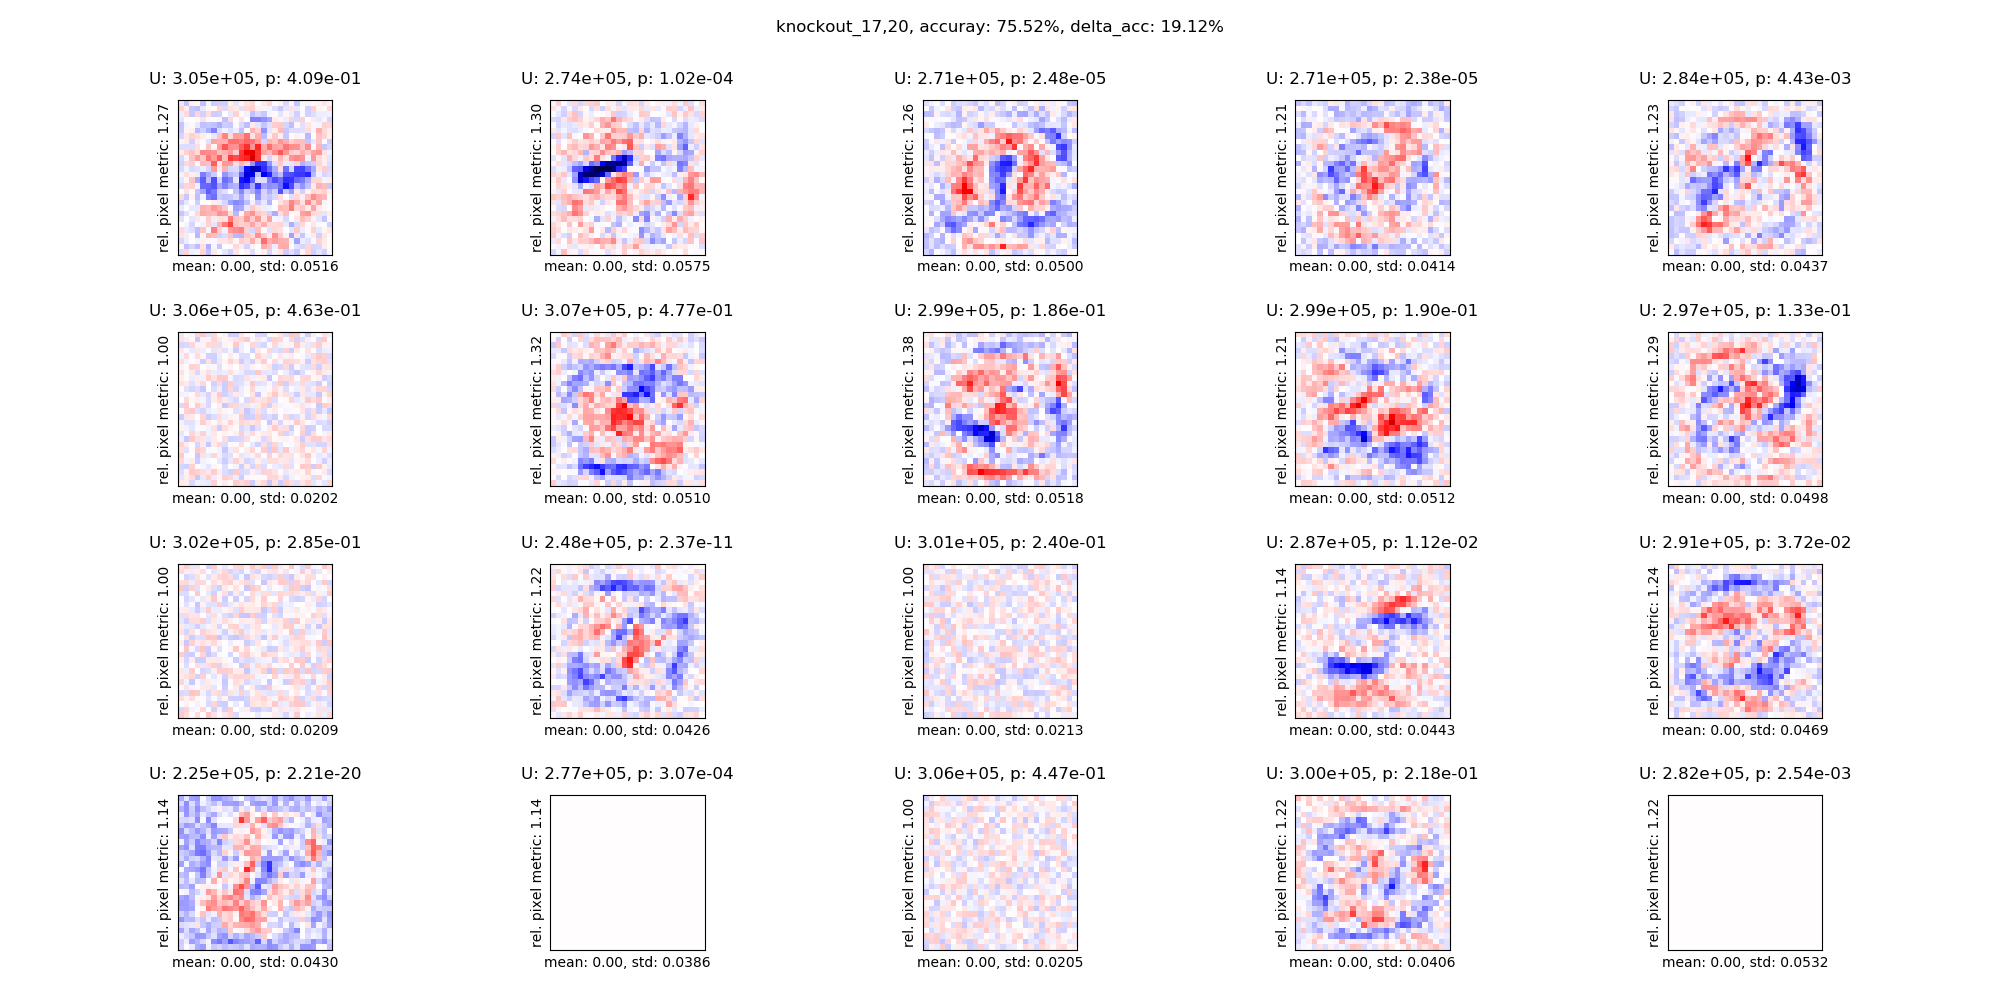 knockout_17,20, accuray: 75.52%, delta_acc: 19.12%
U: 3.05e+05, p: 4.09e-01
rel. pixel metric: 1.27
mean: 0.00, std: 0.0516
U: 2.74e+05, p: 1.02e-04
rel. pixel metric: 1.30
mean: 0.00, std: 0.0575
U: 2.71e+05, p: 2.48e-05
rel. pixel metric: 1.26
mean: 0.00, std: 0.0500
U: 2.71e+05, p: 2.38e-05
rel. pixel metric: 1.21
mean: 0.00, std: 0.0414
U: 2.84e+05, p: 4.43e-03
rel. pixel metric: 1.23
mean: 0.00, std: 0.0437
U: 3.06e+05, p: 4.63e-01
rel. pixel metric: 1.00
mean: 0.00, std: 0.0202
U: 3.07e+05, p: 4.77e-01
rel. pixel metric: 1.32
mean: 0.00, std: 0.0510
U: 2.99e+05, p: 1.86e-01
rel. pixel metric: 1.38
mean: 0.00, std: 0.0518
U: 2.99e+05, p: 1.90e-01
rel. pixel metric: 1.21
mean: 0.00, std: 0.0512
U: 2.97e+05, p: 1.33e-01
rel. pixel metric: 1.29
mean: 0.00, std: 0.0498
U: 3.02e+05, p: 2.85e-01
rel. pixel metric: 1.00
mean: 0.00, std: 0.0209
U: 2.48e+05, p: 2.37e-11
rel. pixel metric: 1.22
mean: 0.00, std: 0.0426
U: 3.01e+05, p: 2.40e-01
rel. pixel metric: 1.00
mean: 0.00, std: 0.0213
U: 2.87e+05, p: 1.12e-02
rel. pixel metric: 1.14
mean: 0.00, std: 0.0443
U: 2.91e+05, p: 3.72e-02
rel. pixel metric: 1.24
mean: 0.00, std: 0.0469
U: 2.25e+05, p: 2.21e-20
rel. pixel metric: 1.14
mean: 0.00, std: 0.0430
U: 2.77e+05, p: 3.07e-04
rel. pixel metric: 1.14
mean: 0.00, std: 0.0386
U: 3.06e+05, p: 4.47e-01
rel. pixel metric: 1.00
mean: 0.00, std: 0.0205
U: 3.00e+05, p: 2.18e-01
rel. pixel metric: 1.22
mean: 0.00, std: 0.0406
U: 2.82e+05, p: 2.54e-03
rel. pixel metric: 1.22
mean: 0.00, std: 0.0532